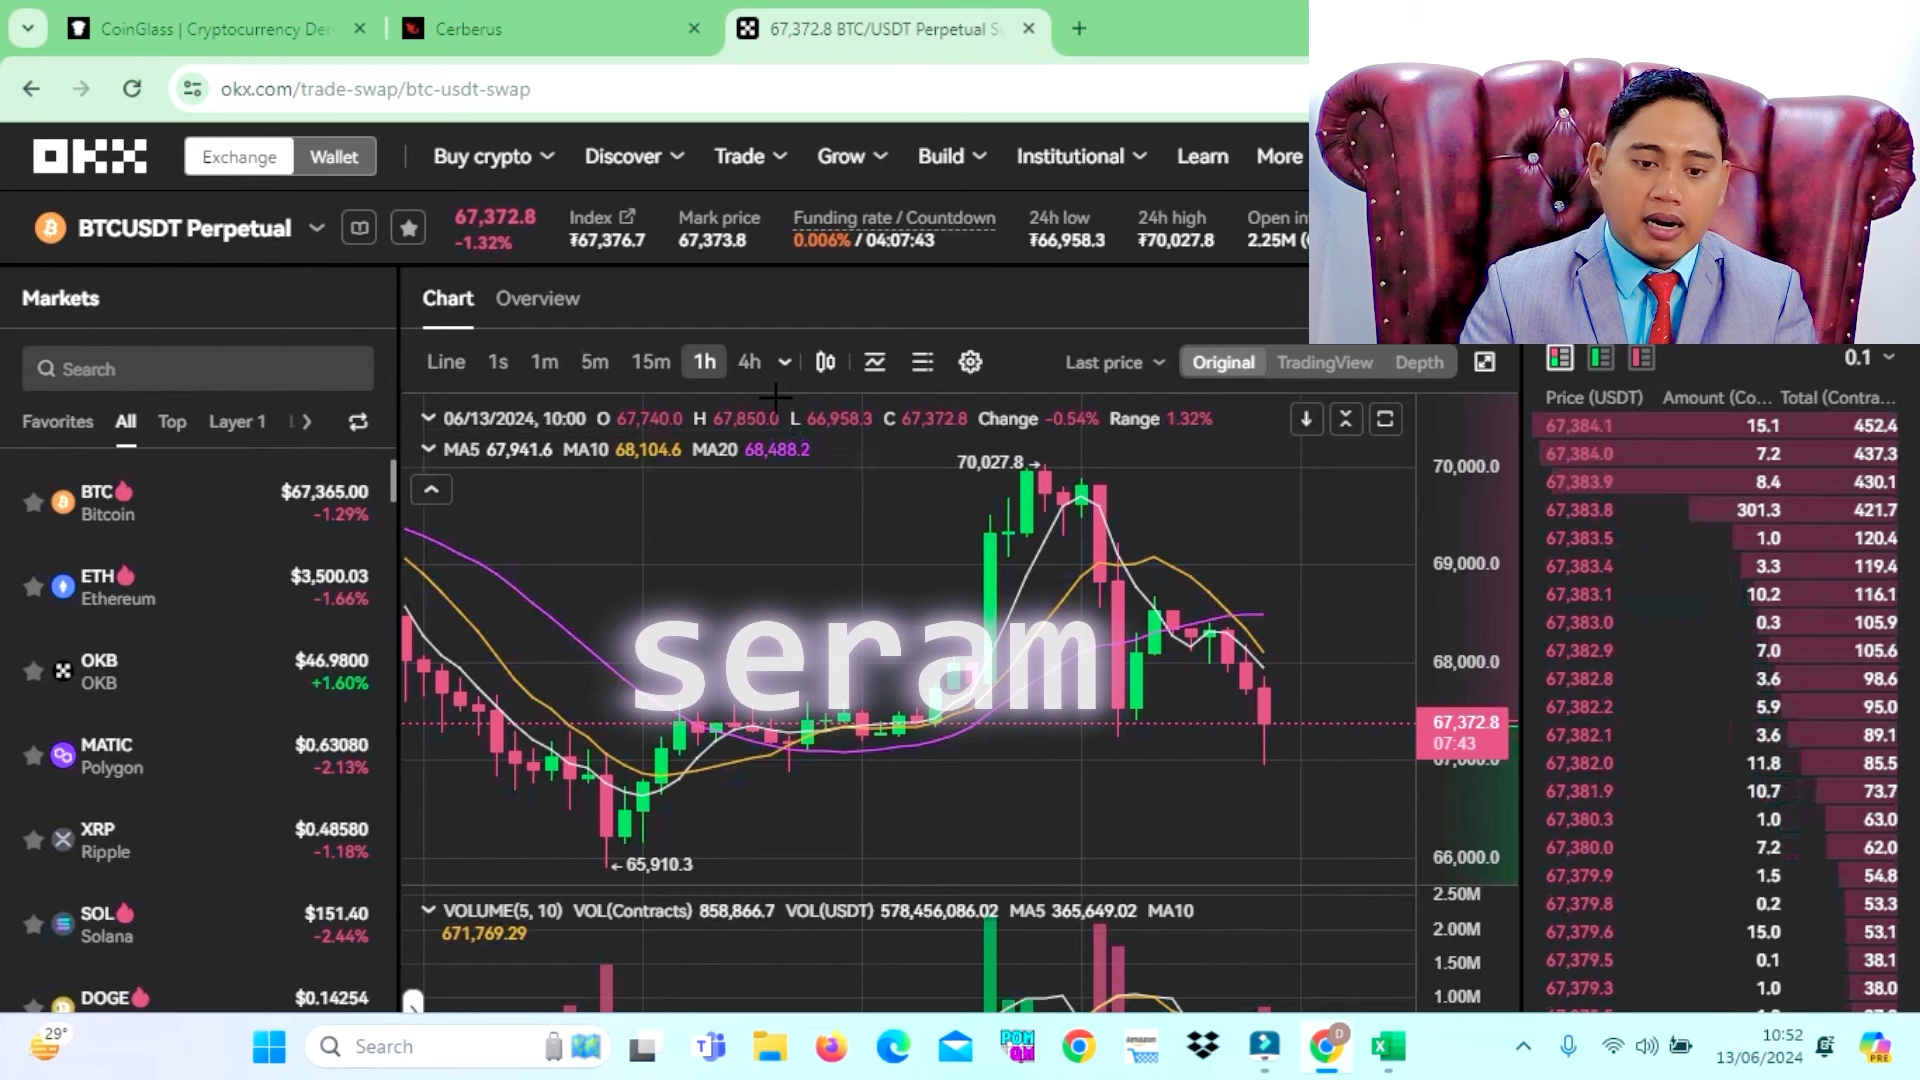 CoinGlass | Cryptocurrency Der
Cerberus
67,372.8 BTC/USDT Perpetual S
okx.com/trade-swap/btc-usdt-swap
OKX Exchange Wallet Buy crypto Discover Trade Grow Build Institutional Learn More
BTCUSDT Perpetual
67,372.8
-1.32%
Index
₮67,376.7
Mark price
67,373.8
Funding rate / Countdown
0.006% / 04:07:43
24h low
₮66,958.3
24h high
₮70,027.8
Open in
2.25M (
Markets
Search
Favorites All Top Layer 1
BTC $67,365.00
Bitcoin -1.29%
ETH $3,500.03
Ethereum -1.66%
OKB $46.9800
OKB +1.60%
MATIC $0.63080
Polygon -2.13%
XRP $0.48580
Ripple -1.18%
SOL $151.40
Solana -2.44%
DOGE $0.14254
Chart Overview
Line 1s 1m 5m 15m 1h 4h Last price Original TradingView Depth
06/13/2024, 10:00 O 67,740.0 H 67,850.0 L 66,958.3 C 67,372.8 Change -0.54% Range 1.32%
MA5 67,941.6 MA10 68,104.6 MA20 68,488.2
70,027.8
70,000.0
69,000.0
68,000.0
67,372.8
07:43
67,000.0
66,000.0
65,910.3
seram
VOLUME(5, 10) VOL(Contracts) 858,866.7 VOL(USDT) 578,456,086.02 MA5 365,649.02 MA10
671,769.29
2.50M
2.00M
1.50M
1.00M
0.1
Price (USDT) Amount (Co... Total (Contra...
67,384.1 15.1 452.4
67,384.0 7.2 437.3
67,383.9 8.4 430.1
67,383.8 301.3 421.7
67,383.5 1.0 120.4
67,383.4 3.3 119.4
67,383.1 10.2 116.1
67,383.0 0.3 105.9
67,382.9 7.0 105.6
67,382.8 3.6 98.6
67,382.2 5.9 95.0
67,382.1 3.6 89.1
67,382.0 11.8 85.5
67,381.9 10.7 73.7
67,380.3 1.0 63.0
67,380.0 7.2 62.0
67,379.9 1.5 54.8
67,379.8 0.2 53.3
67,379.6 15.0 53.1
67,379.5 0.1 38.1
67,379.3 1.0 38.0
29°
Search
amazon
10:52
13/06/2024
PRE